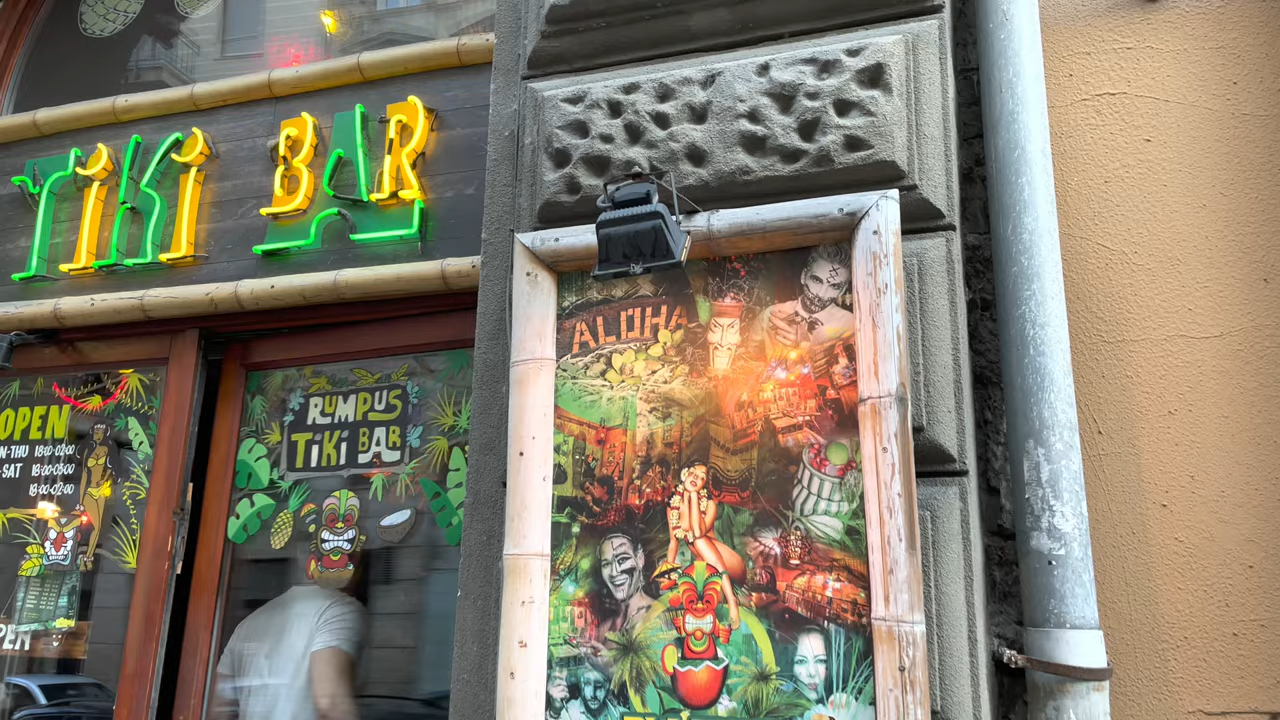 TiKi BAR
ALOHA
OPEN
N-THU 18:00-02:00
SAT 18:00-03:00
18:00-02:00
RUMPUS
TiKi BAR
PEN